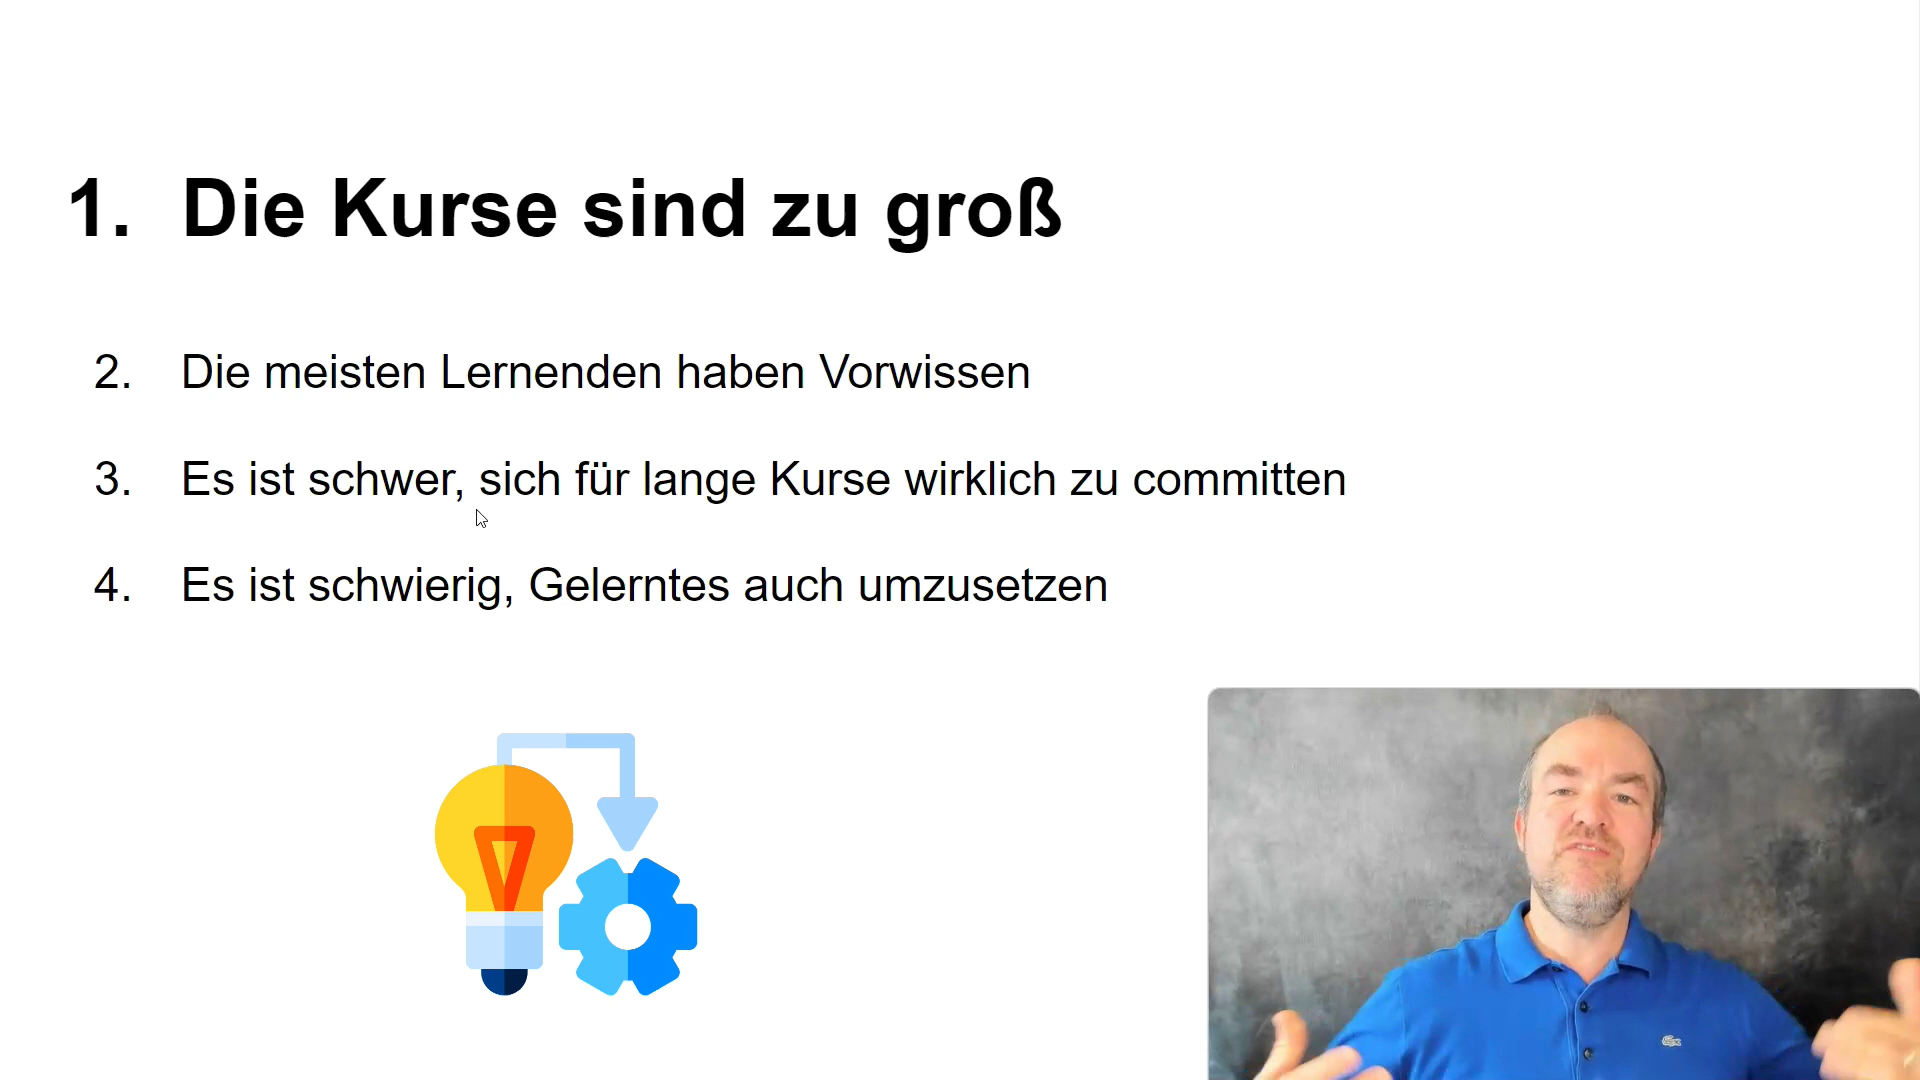 1. Die Kurse sind zu groß
2. Die meisten Lernenden haben Vorwissen
3. Es ist schwer, sich für lange Kurse wirklich zu committen
4. Es ist schwierig, Gelerntes auch umzusetzen